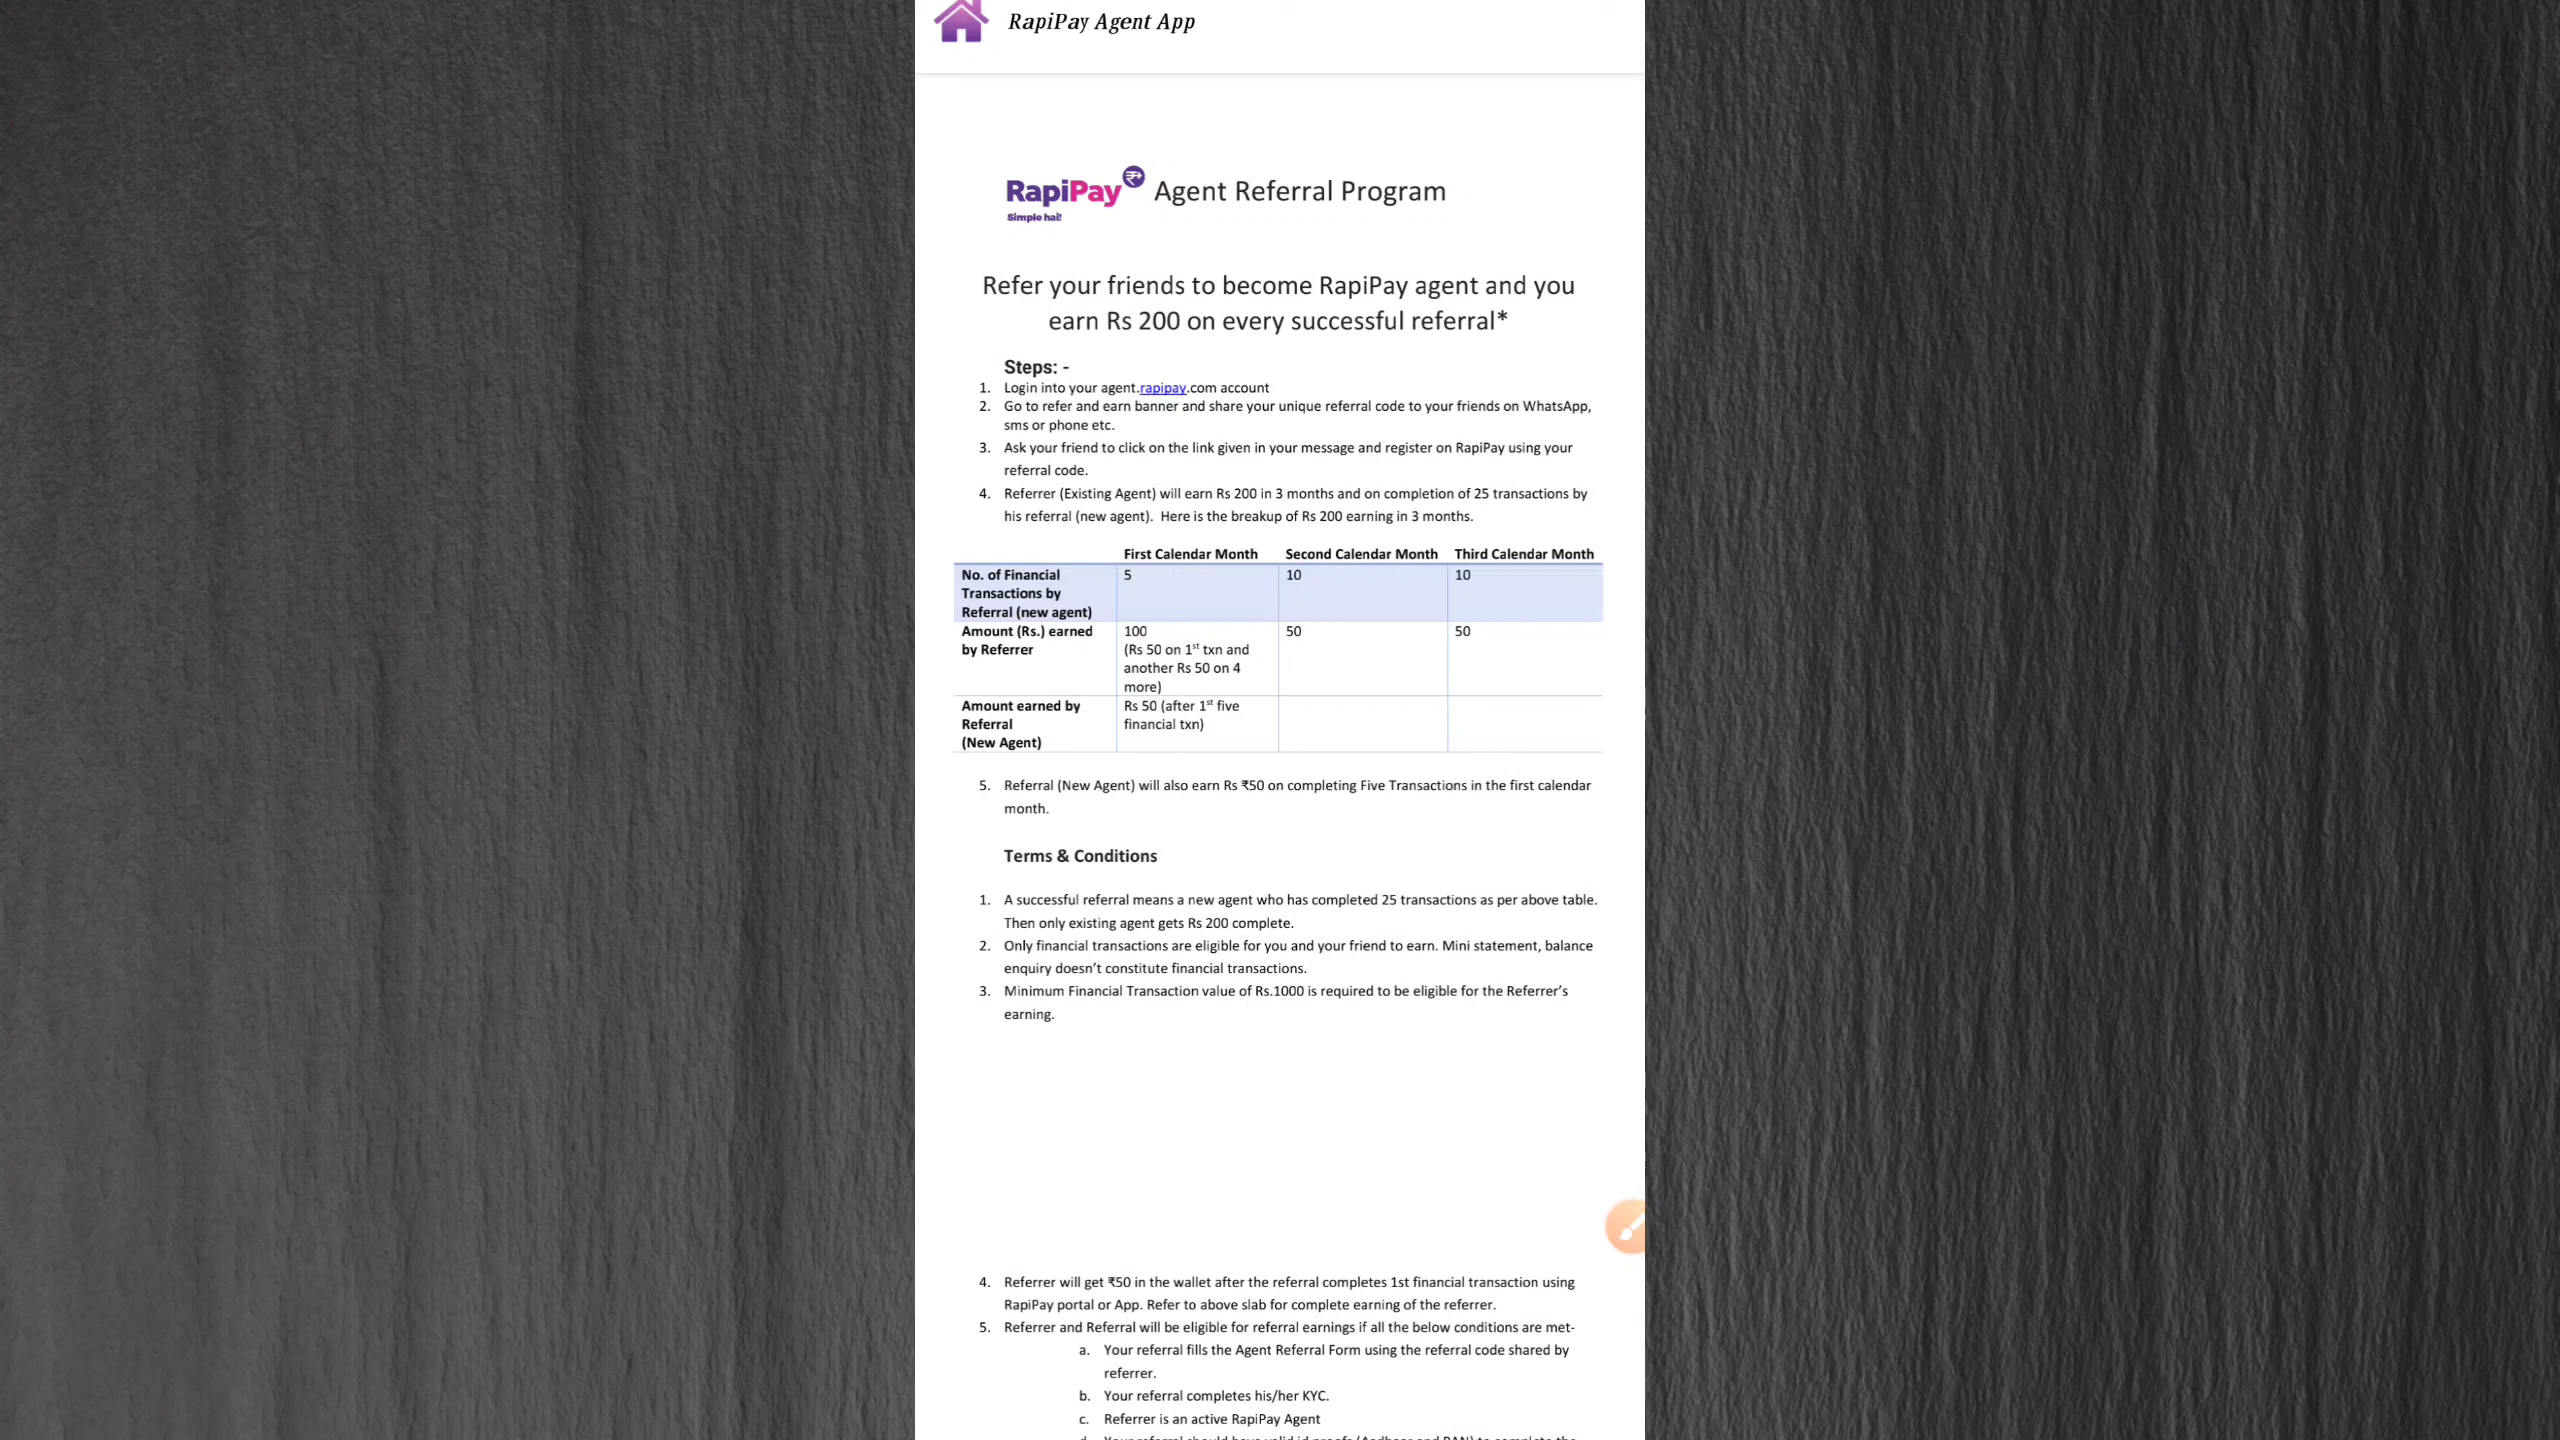 RapiPay Agent App
RapiPay Agent Referral Program
Simple hai!
Refer your friends to become RapiPay agent and you
earn Rs 200 on every successful referral*
Steps: -
1. Login into your agent.rapipay.com account
2. Go to refer and earn banner and share your unique referral code to your friends on WhatsApp,
sms or phone etc.
3. Ask your friend to click on the link given in your message and register on RapiPay using your
referral code.
4. Referrer (Existing Agent) will earn Rs 200 in 3 months and on completion of 25 transactions by
his referral (new agent).  Here is the breakup of Rs 200 earning in 3 months.
First Calendar Month Second Calendar Month Third Calendar Month
No. of Financial 5 10 10
Transactions by
Referral (new agent)
Amount (Rs.) earned 100 50 50
by Referrer (Rs 50 on 1st txn and
another Rs 50 on 4
more)
Amount earned by Rs 50 (after 1st five
Referral financial txn)
(New Agent)
5. Referral (New Agent) will also earn Rs ₹50 on completing Five Transactions in the first calendar
month.
Terms & Conditions
1. A successful referral means a new agent who has completed 25 transactions as per above table.
Then only existing agent gets Rs 200 complete.
2. Only financial transactions are eligible for you and your friend to earn. Mini statement, balance
enquiry doesn't constitute financial transactions.
3. Minimum Financial Transaction value of Rs.1000 is required to be eligible for the Referrer's
earning.
4. Referrer will get ₹50 in the wallet after the referral completes 1st financial transaction using
RapiPay portal or App. Refer to above slab for complete earning of the referrer.
5. Referrer and Referral will be eligible for referral earnings if all the below conditions are met-
a. Your referral fills the Agent Referral Form using the referral code shared by
referrer.
b. Your referral completes his/her KYC.
c. Referrer is an active RapiPay Agent
d. Your referral should have valid id proofs (Aadhaar and PAN) to complete the